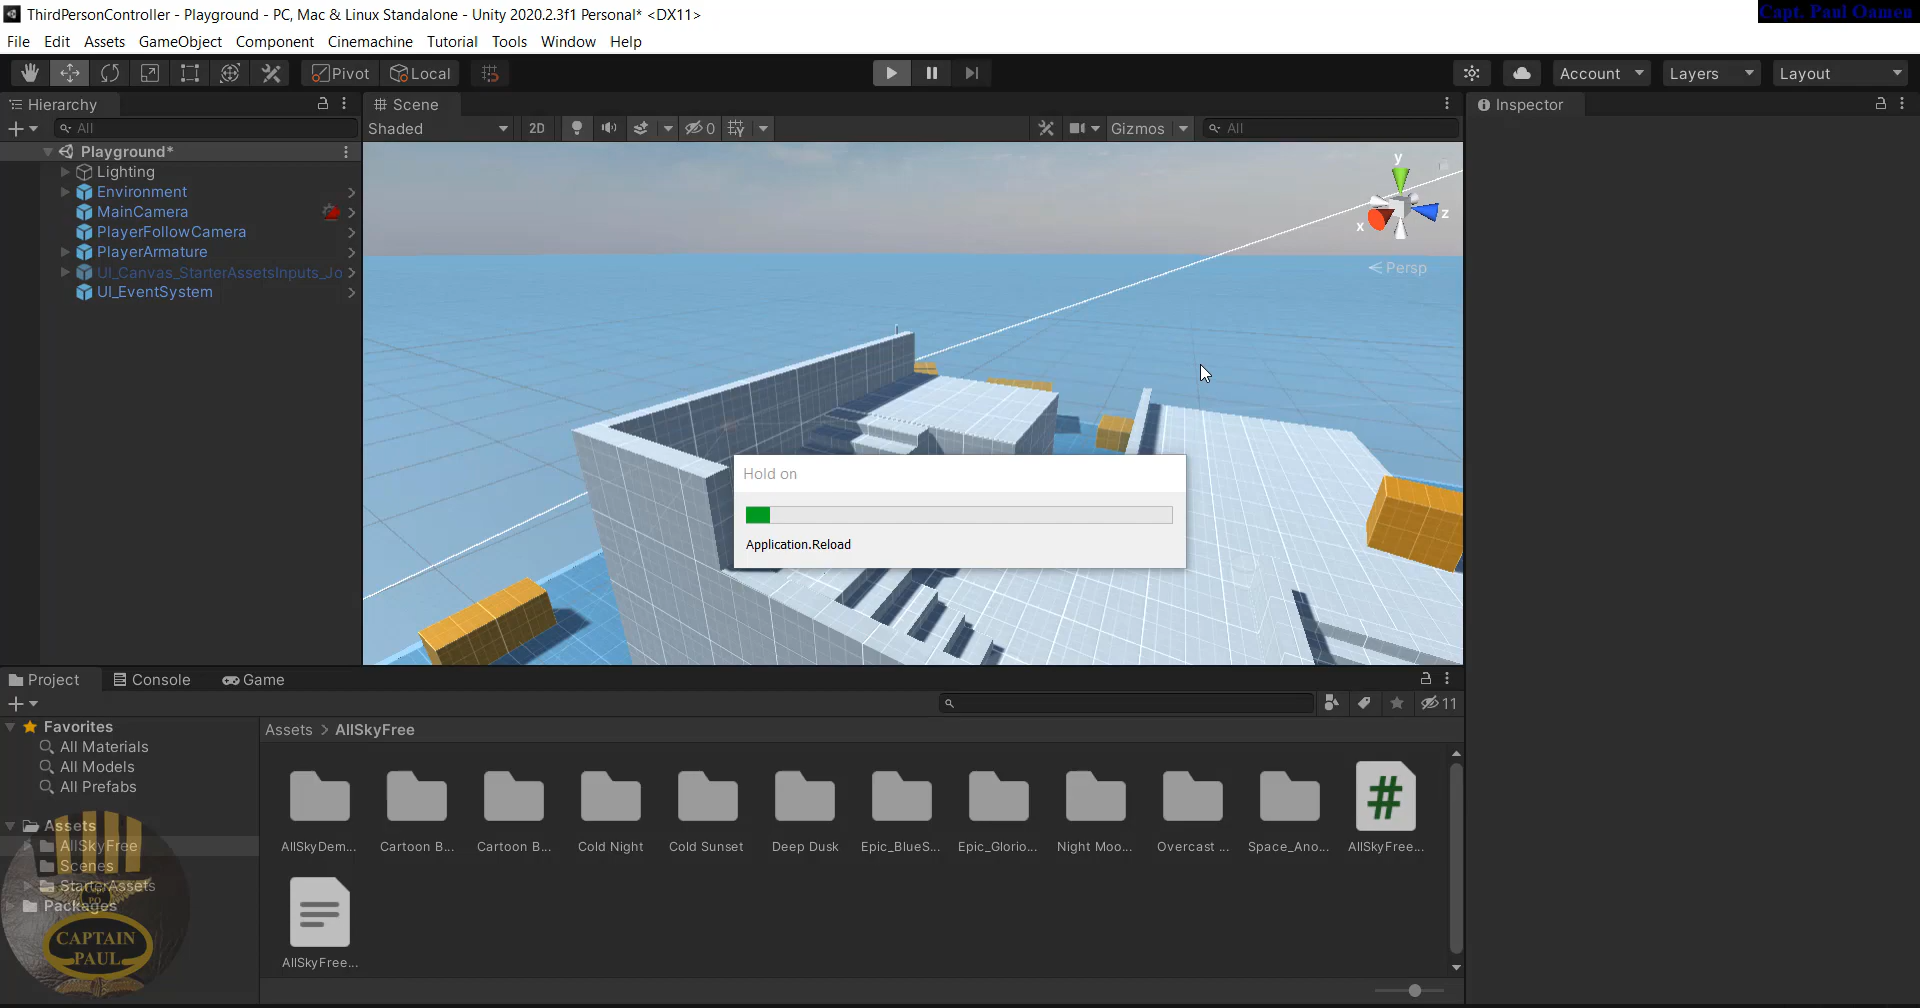 ThirdPersonController - Playground - PC, Mac & Linux Standalone - Unity 2020.2.3f1 Personal* <DX11>
Capt. Paul Oamen
File Edit Assets GameObject Component Cinemachine Tutorial Tools Window Help
Pivot Local Account Layers Layout
Hierarchy
Scene
Inspector
All
Shaded 2D 0 Gizmos All
Playground*
Lighting
Environment
MainCamera
PlayerFollowCamera
PlayerArmature
UI_Canvas_StarterAssetsInputs_Jo
UI_EventSystem
y
x
z
Persp
Hold on
Application.Reload
Project Console Game
11
Favorites
All Materials
All Models
All Prefabs
Assets
AllSkyFree
Scenes
StarterAssets
Packages
Assets > AllSkyFree
AllSkyDem... Cartoon B... Cartoon B... Cold Night Cold Sunset Deep Dusk Epic_BlueS... Epic_Glorio... Night Moo... Overcast ... Space_Ano... AllSkyFree...
#
AllSkyFree...
PO
CAPTAIN
PAUL